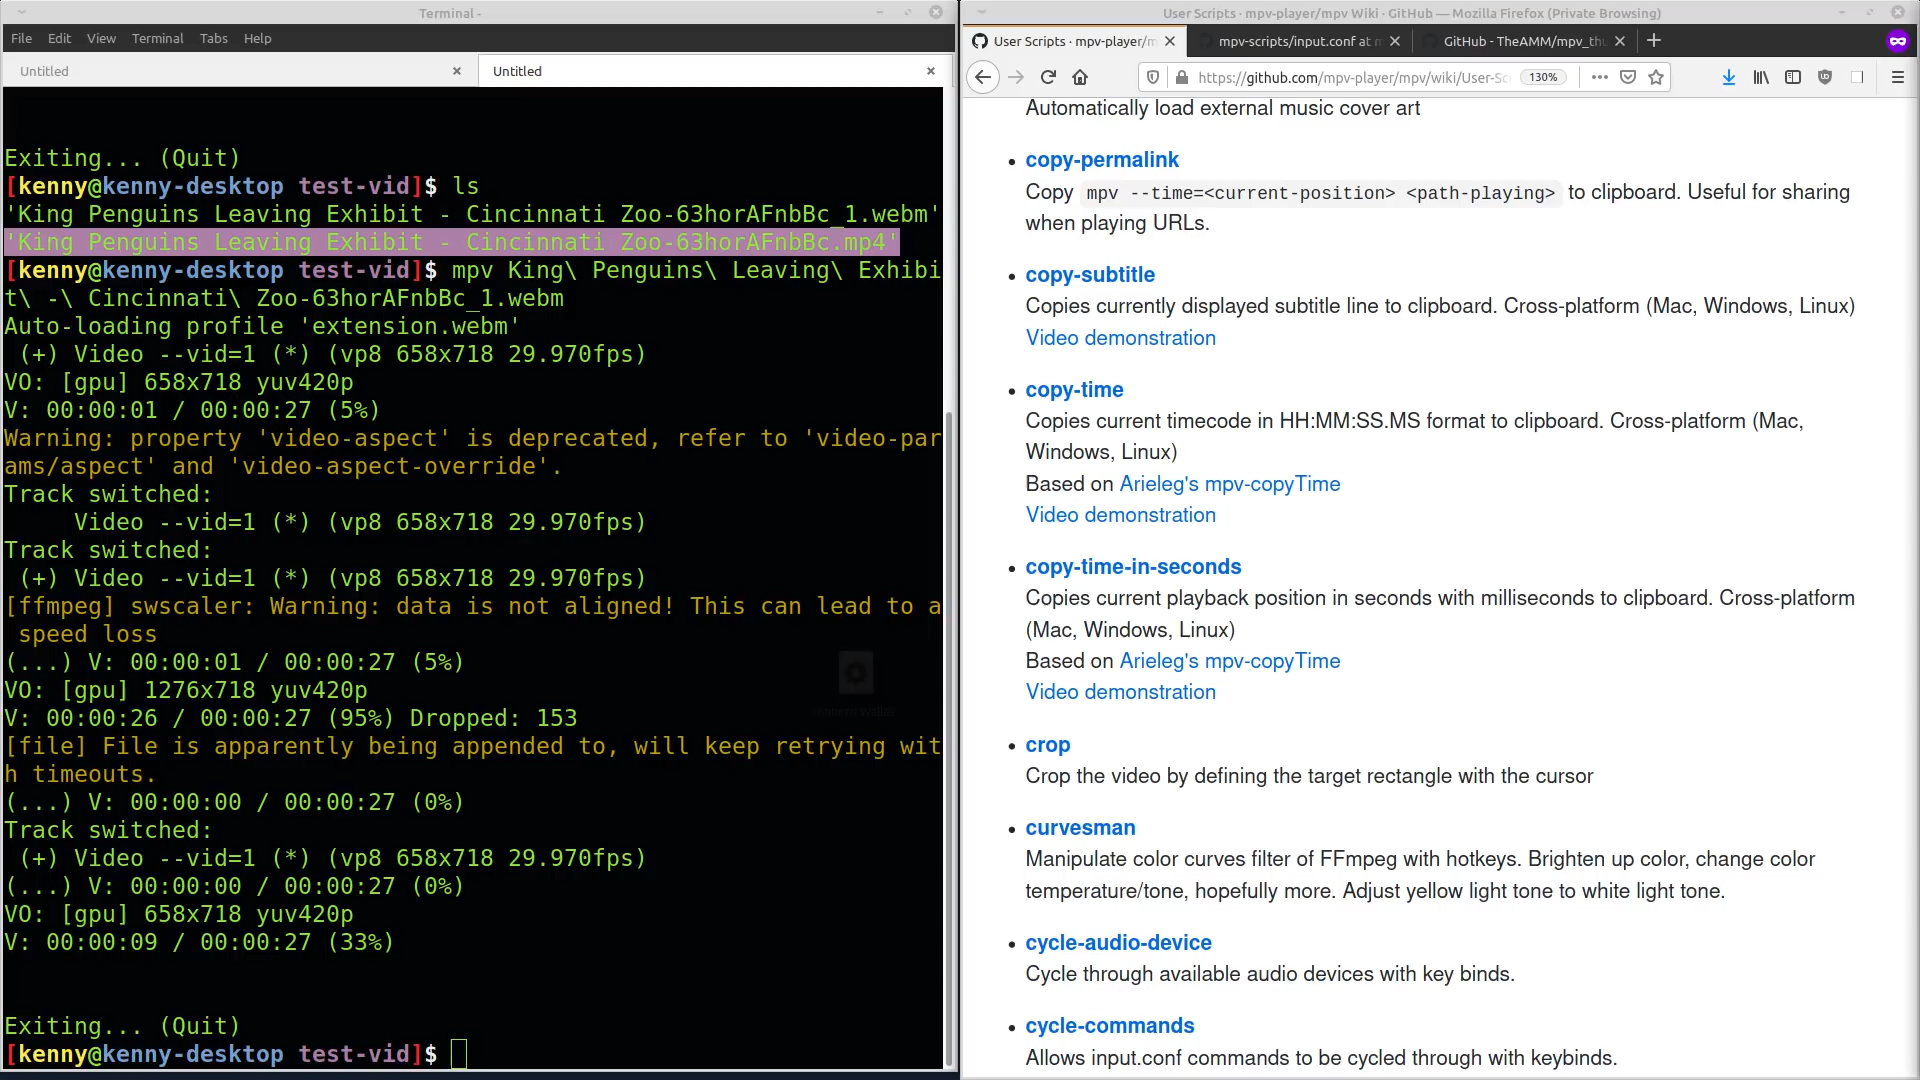 Terminal -
File Edit View Terminal Tabs Help
Untitled
Untitled
Exiting... (Quit)
[kenny@kenny-desktop test-vid]$ ls
'King Penguins Leaving Exhibit - Cincinnati Zoo-63horAFnbBc_1.webm'
'King Penguins Leaving Exhibit - Cincinnati Zoo-63horAFnbBc.mp4'
[kenny@kenny-desktop test-vid]$ mpv King\ Penguins\ Leaving\ Exhibi
t\ -\ Cincinnati\ Zoo-63horAFnbBc_1.webm
Auto-loading profile 'extension.webm'
(+) Video --vid=1 (*) (vp8 658x718 29.970fps)
VO: [gpu] 658x718 yuv420p
V: 00:00:01 / 00:00:27 (5%)
Warning: property 'video-aspect' is deprecated, refer to 'video-par
ams/aspect' and 'video-aspect-override'.
Track switched:
Video --vid=1 (*) (vp8 658x718 29.970fps)
Track switched:
(+) Video --vid=1 (*) (vp8 658x718 29.970fps)
[ffmpeg] swscaler: Warning: data is not aligned! This can lead to a
speed loss
(...) V: 00:00:01 / 00:00:27 (5%)
VO: [gpu] 1276x718 yuv420p
V: 00:00:26 / 00:00:27 (95%) Dropped: 153
[file] File is apparently being appended to, will keep retrying wit
h timeouts.
(...) V: 00:00:00 / 00:00:27 (0%)
Track switched:
(+) Video --vid=1 (*) (vp8 658x718 29.970fps)
(...) V: 00:00:00 / 00:00:27 (0%)
VO: [gpu] 658x718 yuv420p
V: 00:00:09 / 00:00:27 (33%)
Exiting... (Quit)
[kenny@kenny-desktop test-vid]$
User Scripts · mpv-player/mpv Wiki · GitHub — Mozilla Firefox (Private Browsing)
User Scripts · mpv-player/m
mpv-scripts/input.conf at m
GitHub - TheAMM/mpv_thu
https://github.com/mpv-player/mpv/wiki/User-Sc 130%
Automatically load external music cover art
copy-permalink
Copy mpv --time=<current-position> <path-playing> to clipboard. Useful for sharing
when playing URLs.
copy-subtitle
Copies currently displayed subtitle line to clipboard. Cross-platform (Mac, Windows, Linux)
Video demonstration
copy-time
Copies current timecode in HH:MM:SS.MS format to clipboard. Cross-platform (Mac,
Windows, Linux)
Based on Arieleg's mpv-copyTime
Video demonstration
copy-time-in-seconds
Copies current playback position in seconds with milliseconds to clipboard. Cross-platform
(Mac, Windows, Linux)
Based on Arieleg's mpv-copyTime
Video demonstration
crop
Crop the video by defining the target rectangle with the cursor
curvesman
Manipulate color curves filter of FFmpeg with hotkeys. Brighten up color, change color
temperature/tone, hopefully more. Adjust yellow light tone to white light tone.
cycle-audio-device
Cycle through available audio devices with key binds.
cycle-commands
Allows input.conf commands to be cycled through with keybinds.